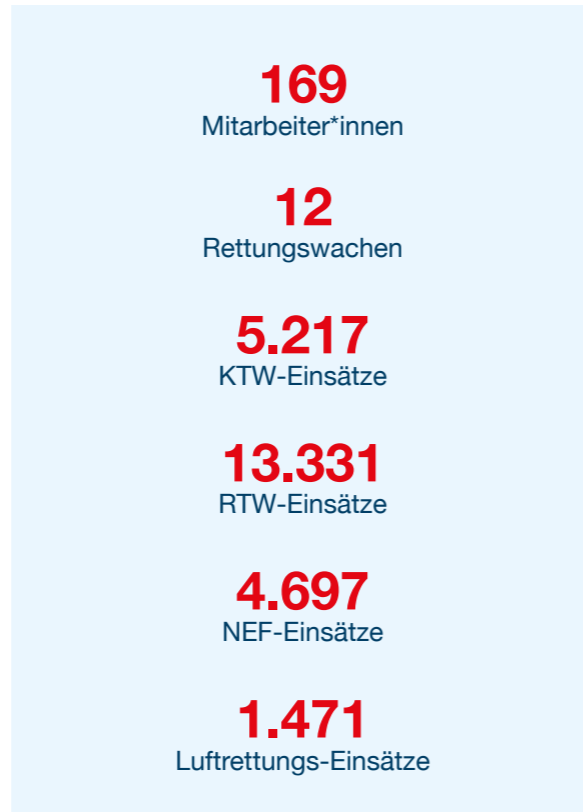 169
Mitarbeiter*innen
12
Rettungswachen
5.217
KTW-Einsätze
13.331
RTW-Einsätze
4.697
NEF-Einsätze
1.471
Luftrettungs-Einsätze